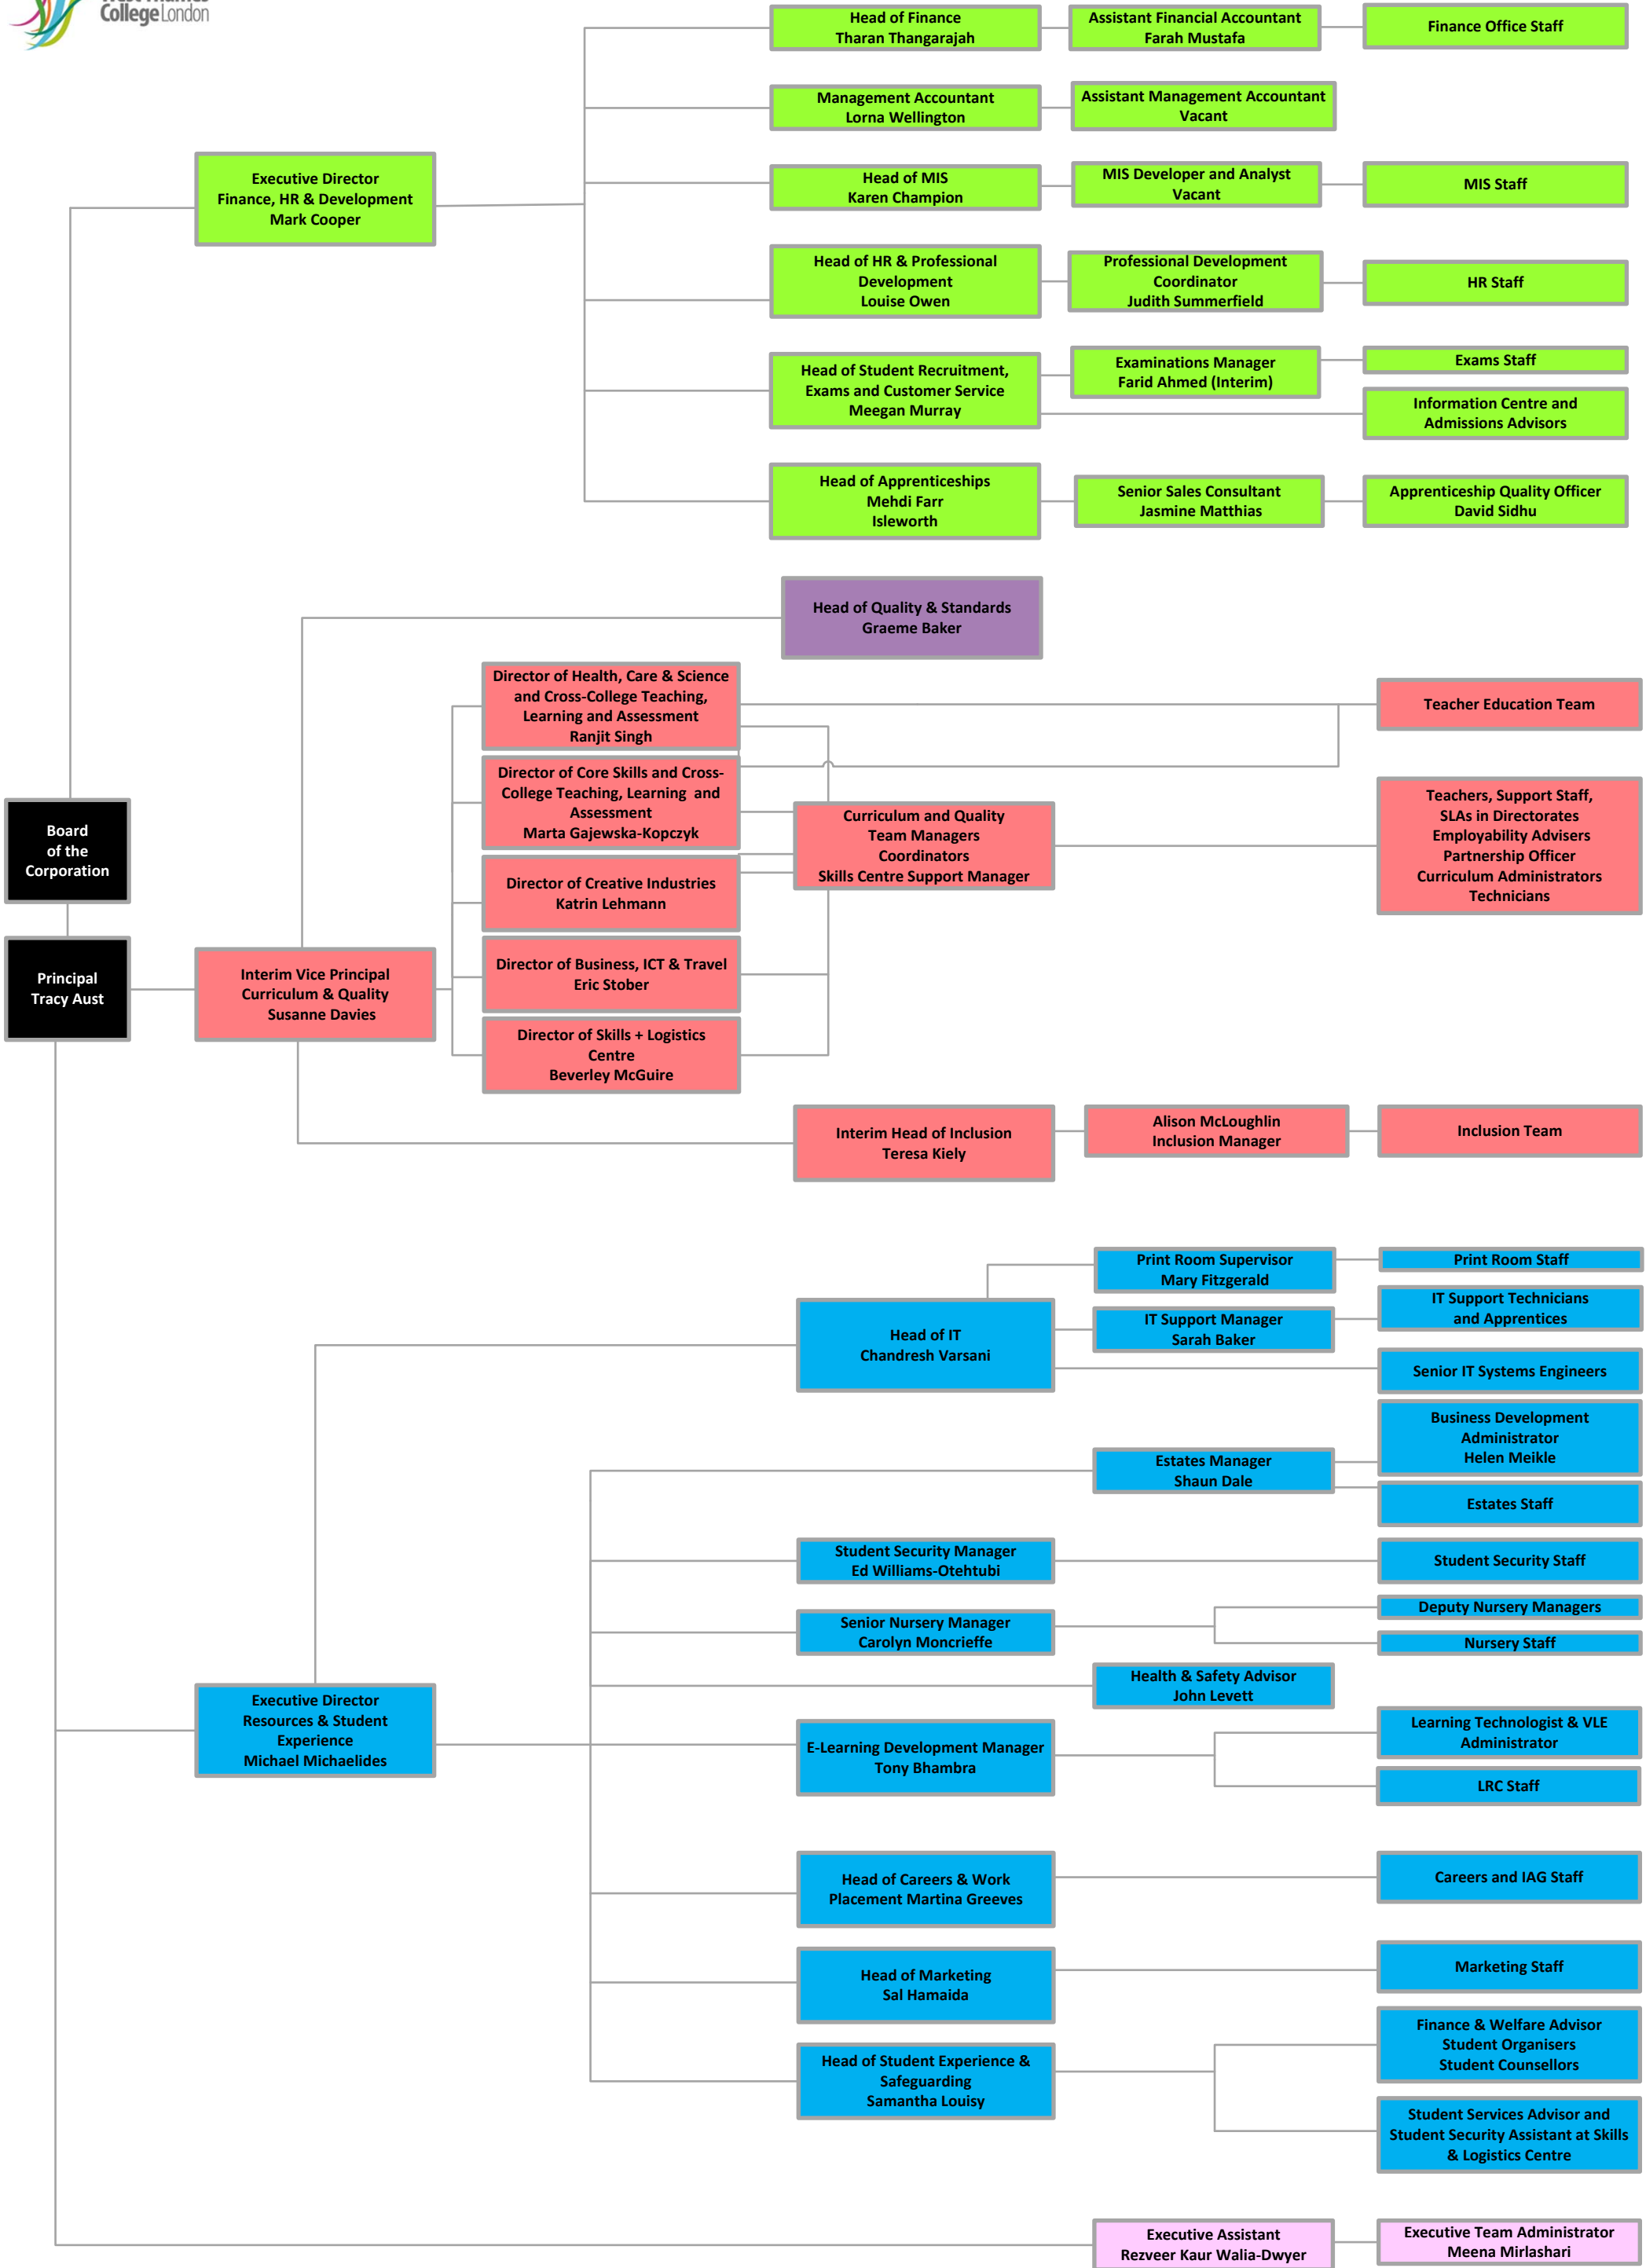 College London
Head of Finance
Tharan Thangarajah
Assistant Financial Accountant
Farah Mustafa
Finance Office Staff
Management Accountant
Lorna Wellington
Assistant Management Accountant
Vacant
Executive Director
Finance, HR & Development
Mark Cooper
Head of MIS
Karen Champion
MIS Developer and Analyst
Vacant
MIS Staff
Head of HR & Professional
Development
Louise Owen
Professional Development
Coordinator
Judith Summerfield
HR Staff
Head of Student Recruitment,
Exams and Customer Service
Meegan Murray
Examinations Manager
Farid Ahmed (Interim)
Exams Staff
Information Centre and
Admissions Advisors
Head of Apprenticeships
Mehdi Farr
Isleworth
Senior Sales Consultant
Jasmine Matthias
Apprenticeship Quality Officer
David Sidhu
Head of Quality & Standards
Graeme Baker
Director of Health, Care & Science
and Cross-College Teaching,
Learning and Assessment
Ranjit Singh
Teacher Education Team
Director of Core Skills and Cross-
College Teaching, Learning and
Assessment
Marta Gajewska-Kopczyk
Board
of the
Corporation
Curriculum and Quality
Team Managers
Coordinators
Skills Centre Support Manager
Teachers, Support Staff,
SLAs in Directorates
Employability Advisers
Partnership Officer
Curriculum Administrators
Technicians
Director of Creative Industries
Katrin Lehmann
Principal
Tracy Aust
Interim Vice Principal
Curriculum & Quality
Susanne Davies
Director of Business, ICT & Travel
Eric Stober
Director of Skills + Logistics
Centre
Beverley McGuire
Interim Head of Inclusion
Teresa Kiely
Alison McLoughlin
Inclusion Manager
Inclusion Team
Print Room Supervisor
Mary Fitzgerald
Print Room Staff
Head of IT
Chandresh Varsani
IT Support Manager
Sarah Baker
IT Support Technicians
and Apprentices
Senior IT Systems Engineers
Estates Manager
Shaun Dale
Business Development
Administrator
Helen Meikle
Estates Staff
Student Security Manager
Ed Williams-Otehtubi
Student Security Staff
Senior Nursery Manager
Carolyn Moncrieffe
Deputy Nursery Managers
Nursery Staff
Health & Safety Advisor
John Levett
Executive Director
Resources & Student
Experience
Michael Michaelides
E-Learning Development Manager
Tony Bhambra
Learning Technologist & VLE
Administrator
LRC Staff
Head of Careers & Work
Placement Martina Greeves
Careers and IAG Staff
Head of Marketing
Sal Hamaida
Marketing Staff
Head of Student Experience &
Safeguarding
Samantha Louisy
Finance & Welfare Advisor
Student Organisers
Student Counsellors
Student Services Advisor and
Student Security Assistant at Skills
& Logistics Centre
Executive Assistant
Rezveer Kaur Walia-Dwyer
Executive Team Administrator
Meena Mirlashari